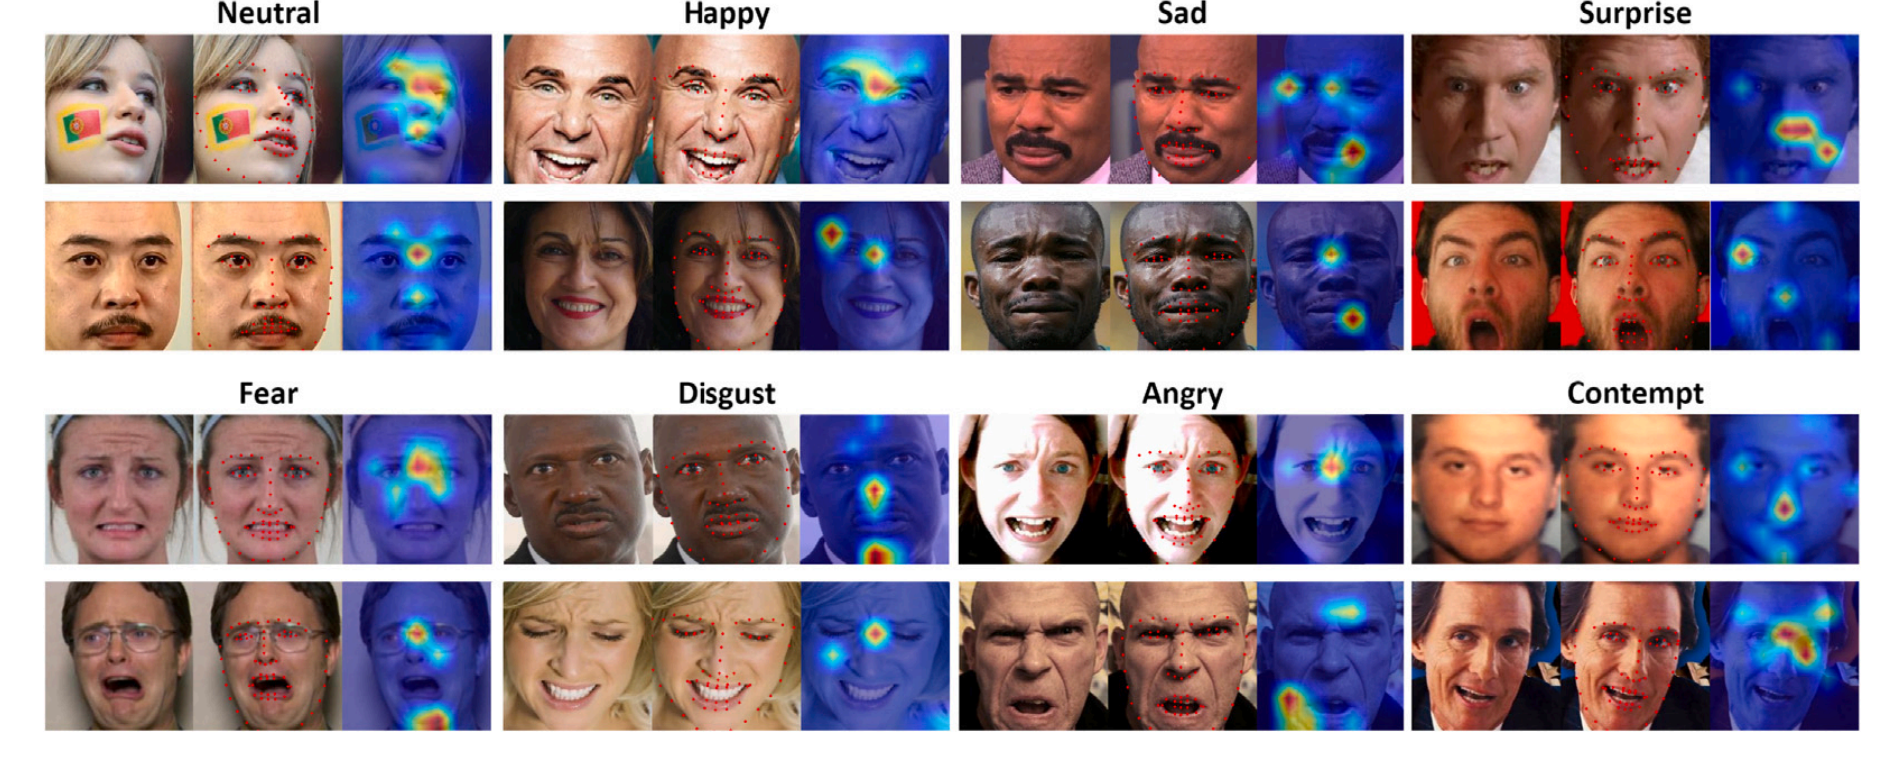 Neutral
Happy
Sad
Surprise
Fear
Disgust
Angry
Contempt